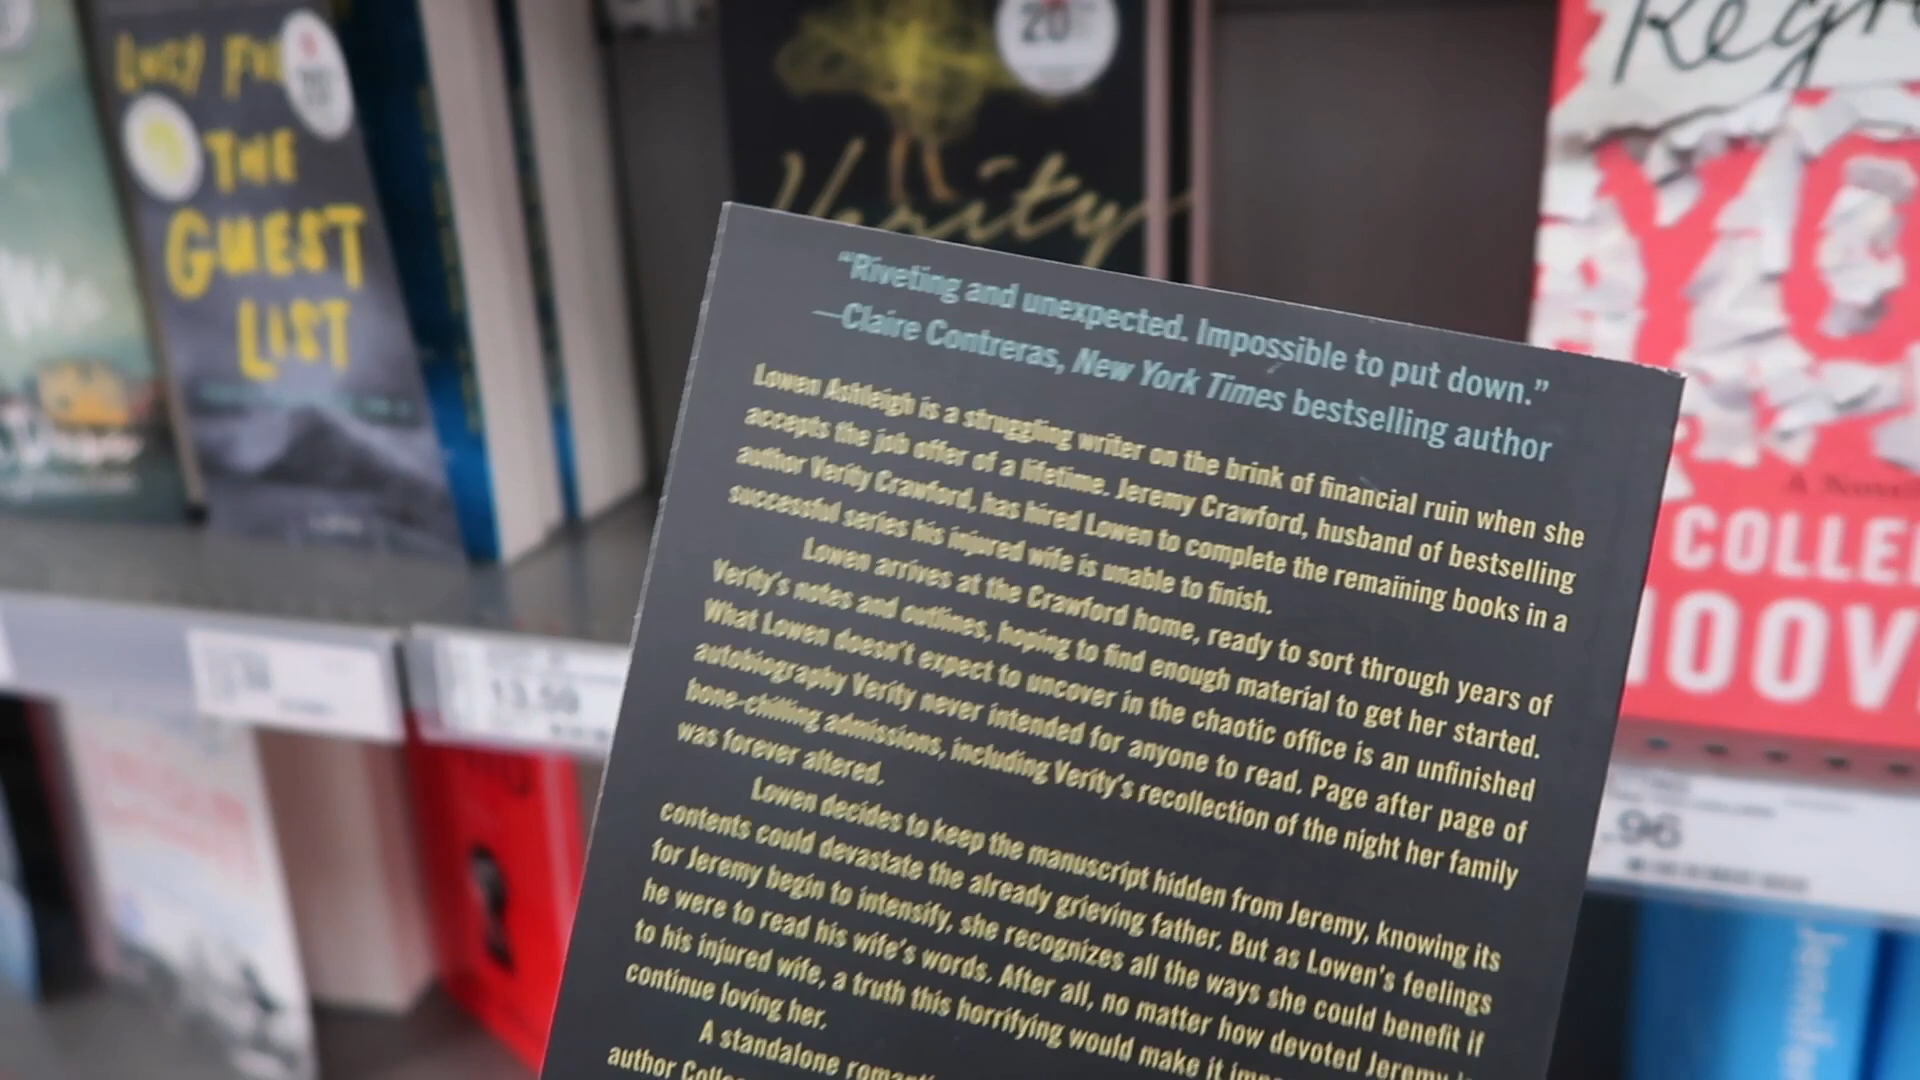 LUCY
THE
GUEST
LIST
20
Verity
Regr
COLLE
HOOV
13.59
.96
"Riveting and unexpected. Impossible to put down."
—Claire Contreras, New York Times bestselling author
Lowen Ashleigh is a struggling writer on the brink of financial ruin when she
accepts the job offer of a lifetime. Jeremy Crawford, husband of bestselling
author Verity Crawford, has hired Lowen to complete the remaining books in a
successful series his injured wife is unable to finish.
Lowen arrives at the Crawford home, ready to sort through years of
Verity's notes and outlines, hoping to find enough material to get her started.
What Lowen doesn't expect to uncover in the chaotic office is an unfinished
autobiography Verity never intended for anyone to read. Page after page of
bone-chilling admissions, including Verity's recollection of the night her family
was forever altered.
Lowen decides to keep the manuscript hidden from Jeremy, knowing its
contents could devastate the already grieving father. But as Lowen's feelings
for Jeremy begin to intensify, she recognizes all the ways she could benefit if
he were to read his wife's words. After all, no matter how devoted Jeremy is
to his injured wife, a truth this horrifying would make it
continue loving her.
A standalone
author